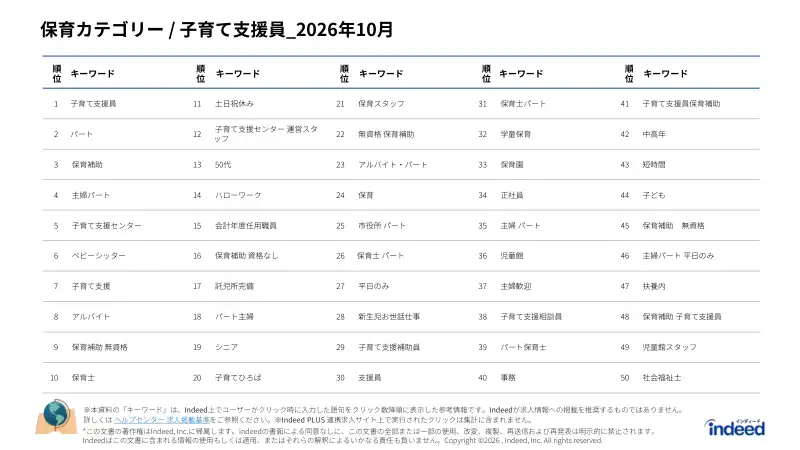 保育カテゴリー / 子育て支援員_2026年10月
順位 キーワード 順位 キーワード 順位 キーワード 順位 キーワード 順位 キーワード
1 子育て支援員 11 土日祝休み 21 保育スタッフ 31 保育士パート 41 子育て支援員保育補助
2 パート 12 子育て支援センター 運営スタッフ 22 無資格 保育補助 32 学童保育 42 中高年
3 保育補助 13 50代 23 アルバイト・パート 33 保育園 43 短時間
4 主婦パート 14 ハローワーク 24 保育 34 正社員 44 子ども
5 子育て支援センター 15 会計年度任用職員 25 市役所 パート 35 主婦 パート 45 保育補助　無資格
6 ベビーシッター 16 保育補助 資格なし 26 保育士 パート 36 児童館 46 主婦パート 平日のみ
7 子育て支援 17 託児所完備 27 平日のみ 37 主婦歓迎 47 扶養内
8 アルバイト 18 パート主婦 28 新生児お世話仕事 38 子育て支援相談員 48 保育補助 子育て支援員
9 保育補助 無資格 19 シニア 29 子育て支援補助員 39 パート保育士 49 児童館スタッフ
10 保育士 20 子育てひろば 30 支援員 40 事務 50 社会福祉士
※本資料の「キーワード」は、Indeed上でユーザーがクリック時に入力した語句をクリック数降順に表示した参考情報です。Indeedが求人情報への掲載を推奨するものではありません。
詳しくは ヘルプセンター 求人掲載基準をご参照ください。※Indeed PLUS 連携求人サイト上で実行されたクリックは集計に含まれません。
*この文書の著作権はIndeed, Inc.に帰属します。Indeedの書面による同意なしに、この文書の全部または一部の使用、改変、複製、再送信および再発表は明示的に禁止されます。
Indeedはこの文書に含まれる情報の使用もしくは適用、またはそれらの解釈によるいかなる責任も負いません。Copyright ©2026 , Indeed, Inc. All rights reserved.
インディード
indeed